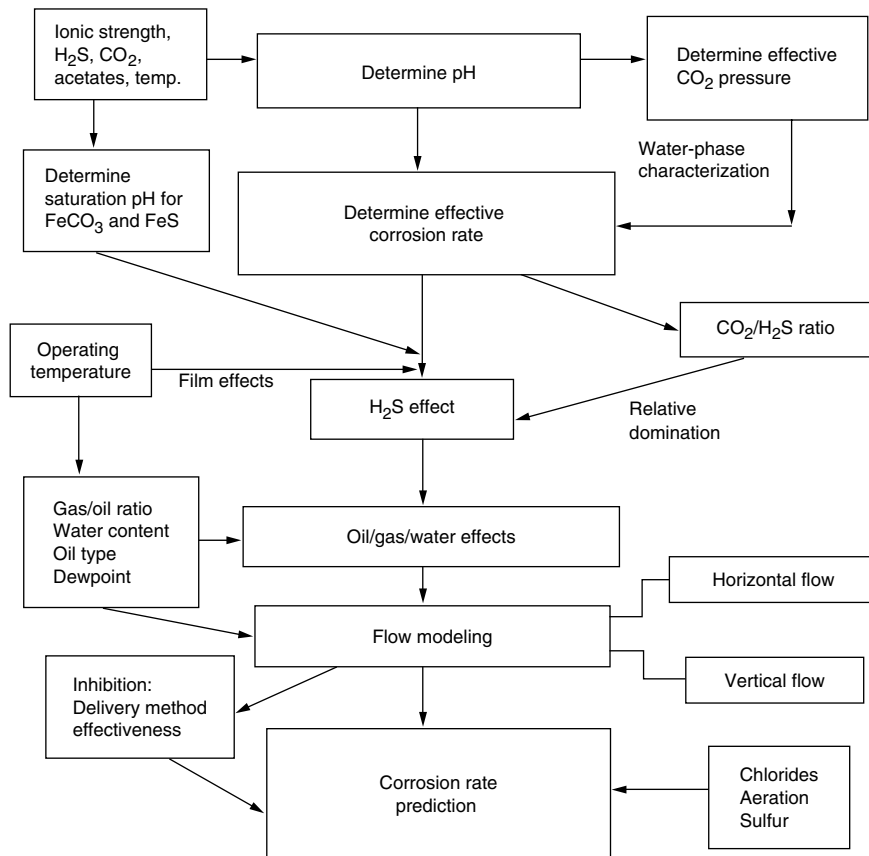 Ionic strength,
H₂S, CO₂,
acetates, temp.
Determine pH
Determine effective
CO₂ pressure
Water-phase
characterization
Determine
saturation pH for
FeCO₃ and FeS
Determine effective
corrosion rate
CO₂/H₂S ratio
Operating
temperature
Film effects
H₂S effect
Relative
domination
Gas/oil ratio
Water content
Oil type
Dewpoint
Oil/gas/water effects
Horizontal flow
Flow modeling
Vertical flow
Inhibition:
Delivery method
effectiveness
Corrosion rate
prediction
Chlorides
Aeration
Sulfur